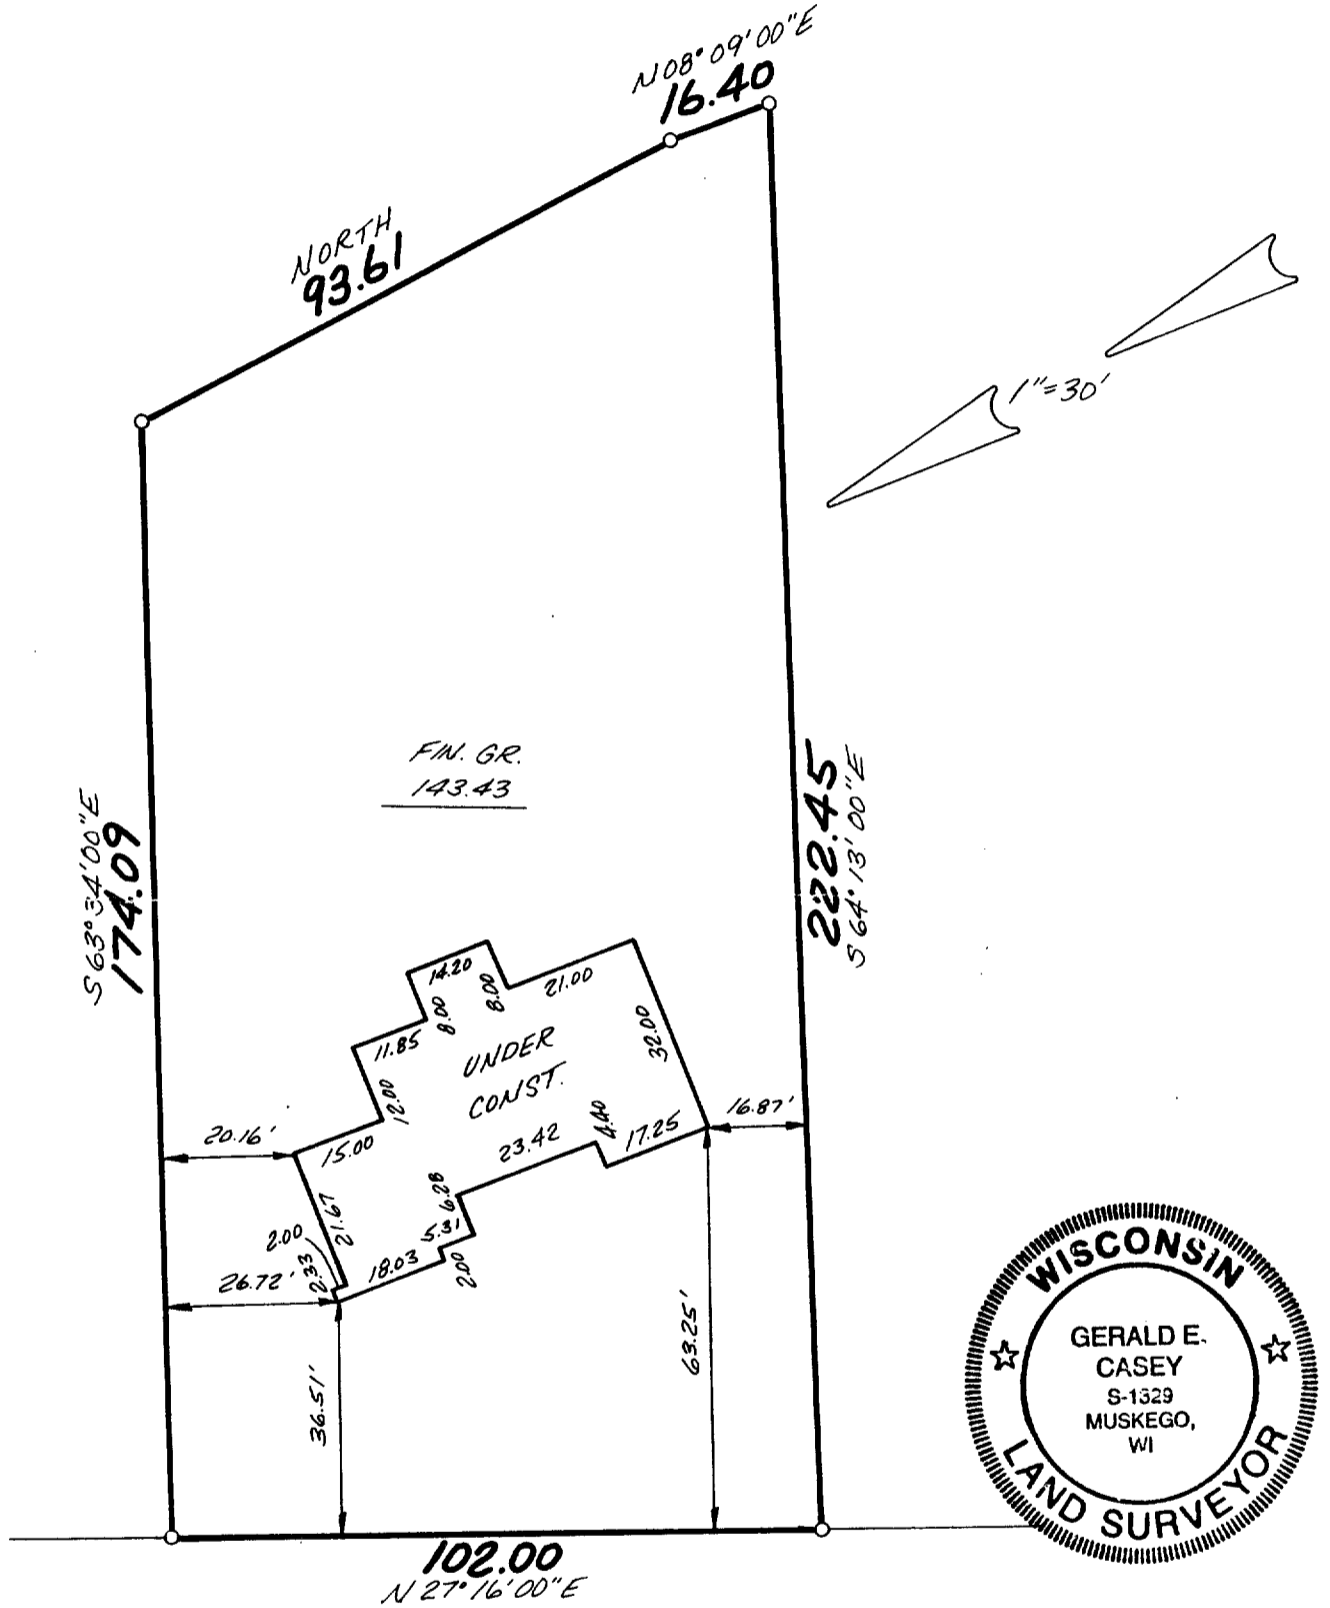 N08°09'00"E
16.40
NORTH
93.61
1"=30'
FIN. GR.
143.43
S63°34'00"E
174.09
222.45
S64°13'00"E
14.20
8.00
8.00
21.00
11.85
UNDER
CONST.
32.00
12.00
20.16'
15.00
23.42
4.40
17.25
16.87'
21.67
6.28
5.31
2.00
2.33
26.72'
18.03
2.00
36.51'
63.25'
102.00
N27°16'00"E
WISCONSIN
GERALD E.
CASEY
S-1329
MUSKEGO,
WI
LAND SURVEYOR